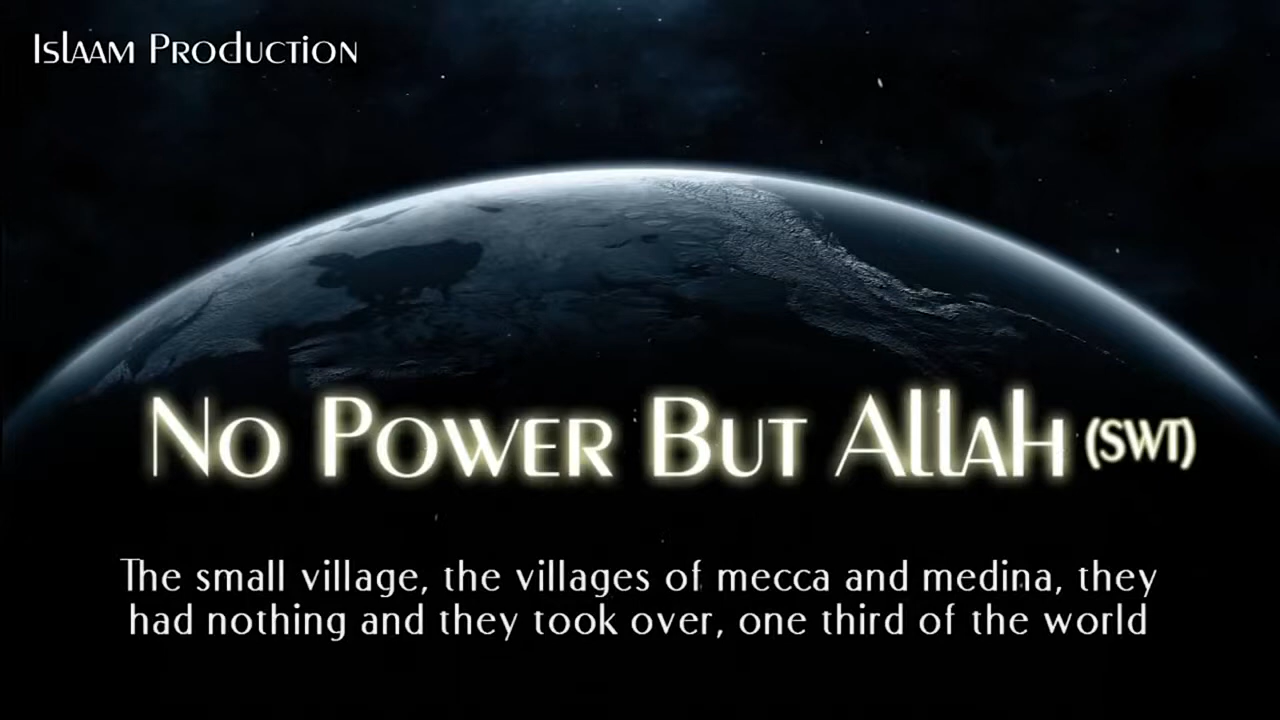 Islaam Production
No Power But Allah (SWT)
The small village, the villages of mecca and medina, they
had nothing and they took over, one third of the world